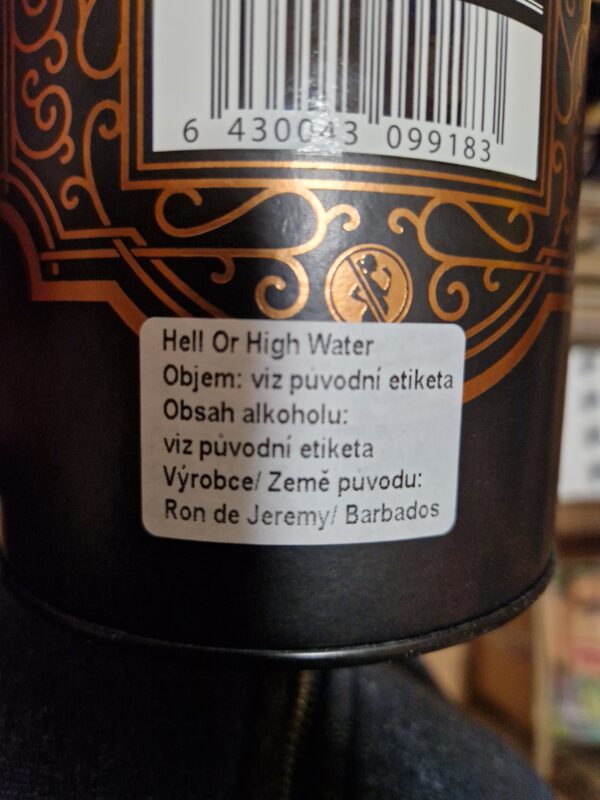 6 430043 099183
Hell Or High Water
Objem: viz původní etiketa
Obsah alkoholu:
viz původní etiketa
Výrobce/ Země původu:
Ron de Jeremy/ Barbados